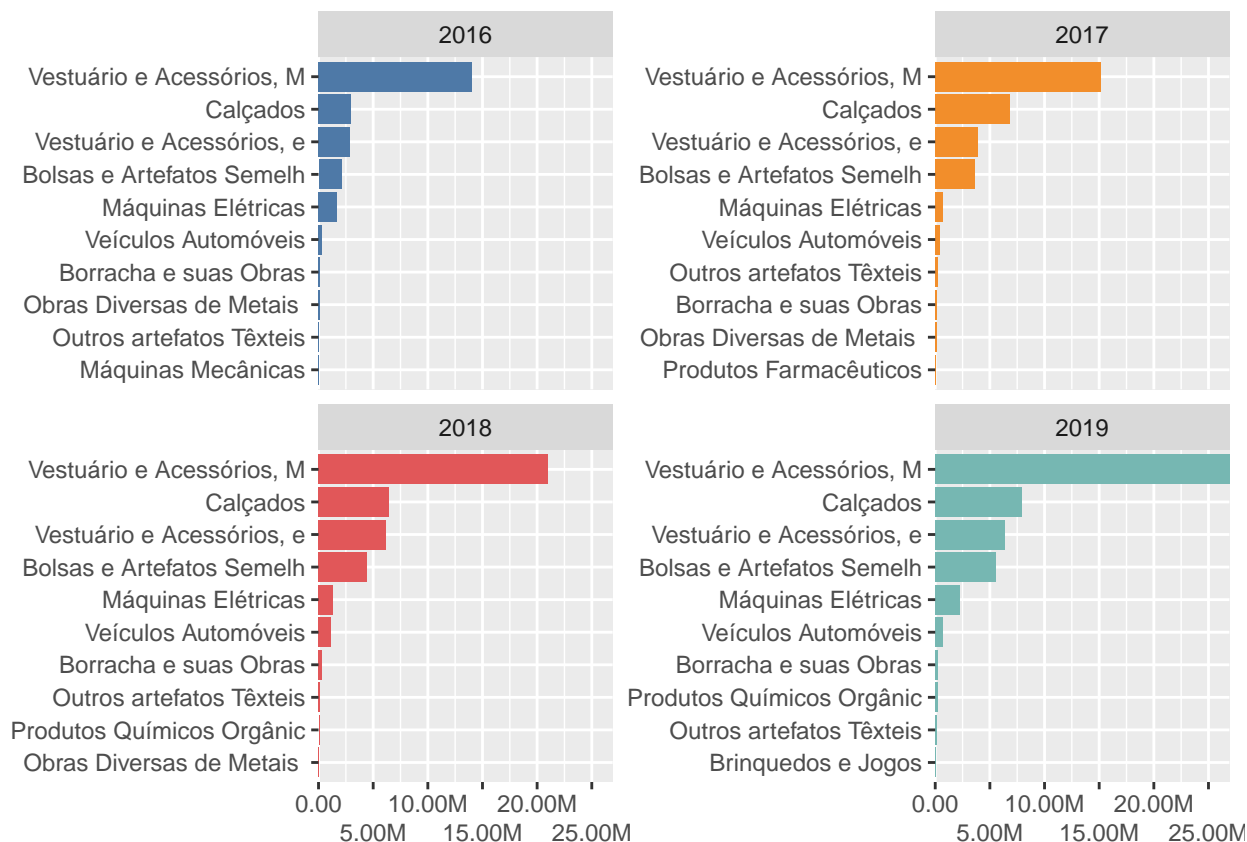 2016
Vestuário e Acessórios, M
Calçados
Vestuário e Acessórios, e
Bolsas e Artefatos Semelh
Máquinas Elétricas
Veículos Automóveis
Borracha e suas Obras
Obras Diversas de Metais
Outros artefatos Têxteis
Máquinas Mecânicas
2017
Vestuário e Acessórios, M
Calçados
Vestuário e Acessórios, e
Bolsas e Artefatos Semelh
Máquinas Elétricas
Veículos Automóveis
Outros artefatos Têxteis
Borracha e suas Obras
Obras Diversas de Metais
Produtos Farmacêuticos
2018
Vestuário e Acessórios, M
Calçados
Vestuário e Acessórios, e
Bolsas e Artefatos Semelh
Máquinas Elétricas
Veículos Automóveis
Borracha e suas Obras
Outros artefatos Têxteis
Produtos Químicos Orgânic
Obras Diversas de Metais
0.00 10.00M 20.00M
5.00M 15.00M 25.00M
2019
Vestuário e Acessórios, M
Calçados
Vestuário e Acessórios, e
Bolsas e Artefatos Semelh
Máquinas Elétricas
Veículos Automóveis
Borracha e suas Obras
Produtos Químicos Orgânic
Outros artefatos Têxteis
Brinquedos e Jogos
0.00 10.00M 20.00M
5.00M 15.00M 25.00M